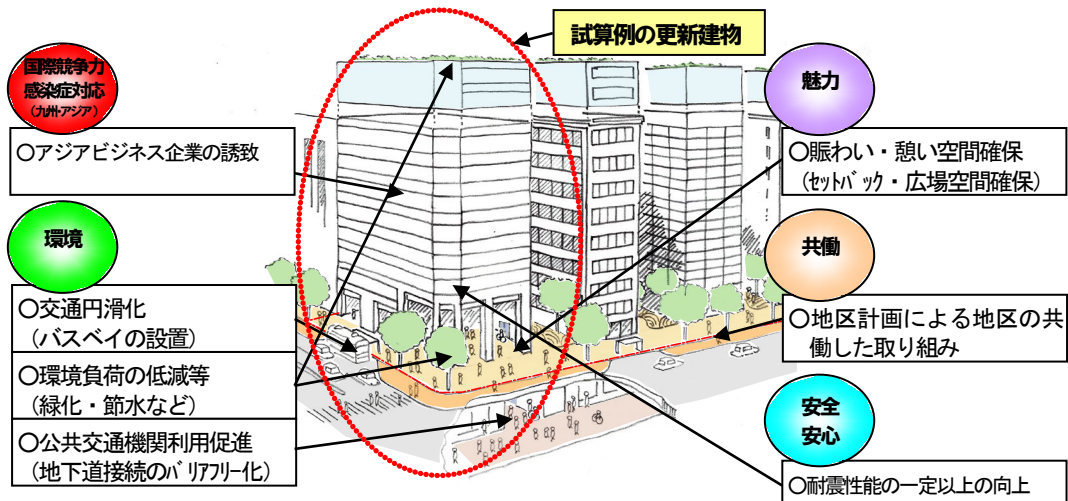 試算例の更新建物
国際競争力
感染症対応
(九州・アジア)
○アジアビジネス企業の誘致
環境
○交通円滑化
(バスベイの設置)
○環境負荷の低減等
(緑化・節水など)
○公共交通機関利用促進
(地下道接続のバリアフリー化)
魅力
○賑わい・憩い空間確保
(セットバック・広場空間確保)
共働
○地区計画による地区の共
働した取り組み
安全
安心
○耐震性能の一定以上の向上